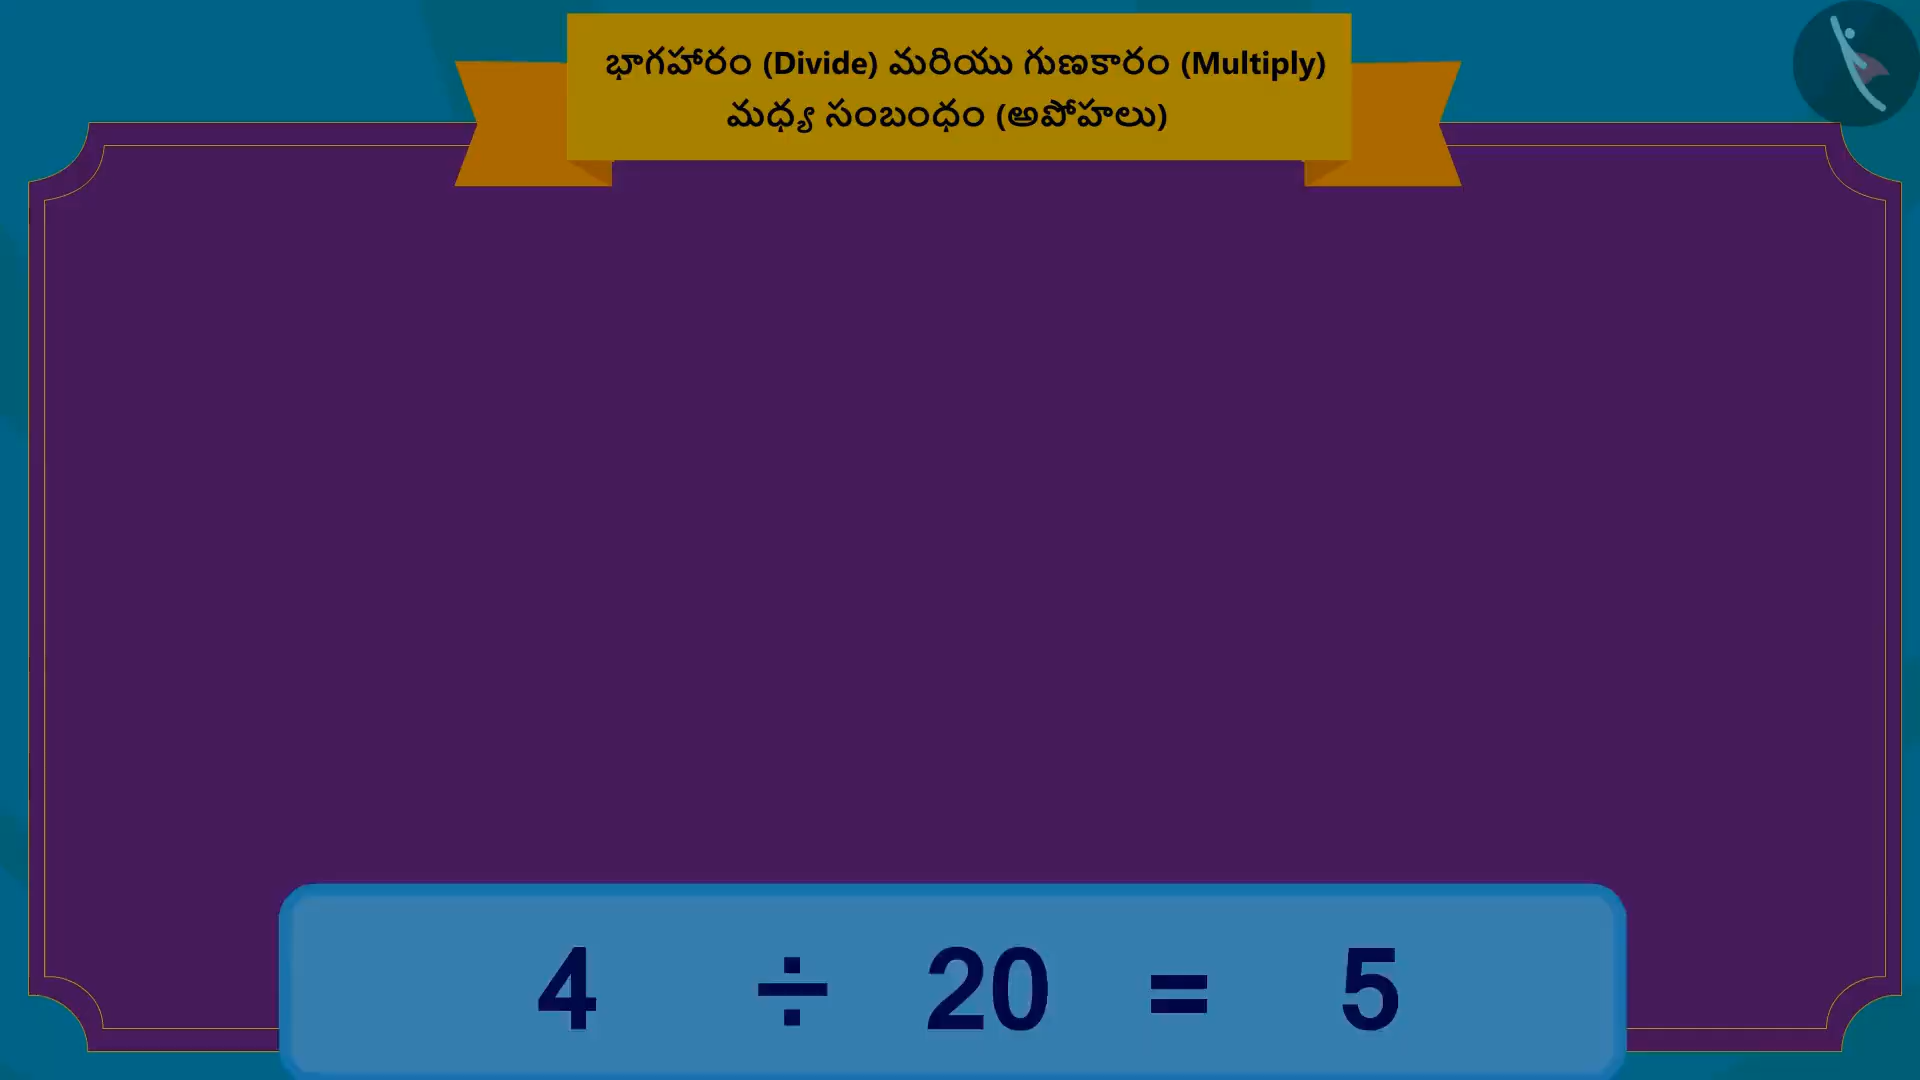 భాగహారం (Divide) మరియు గుణకారం (Multiply)
మధ్య సంబంధం (అపోహలు)
4 ÷ 20 = 5